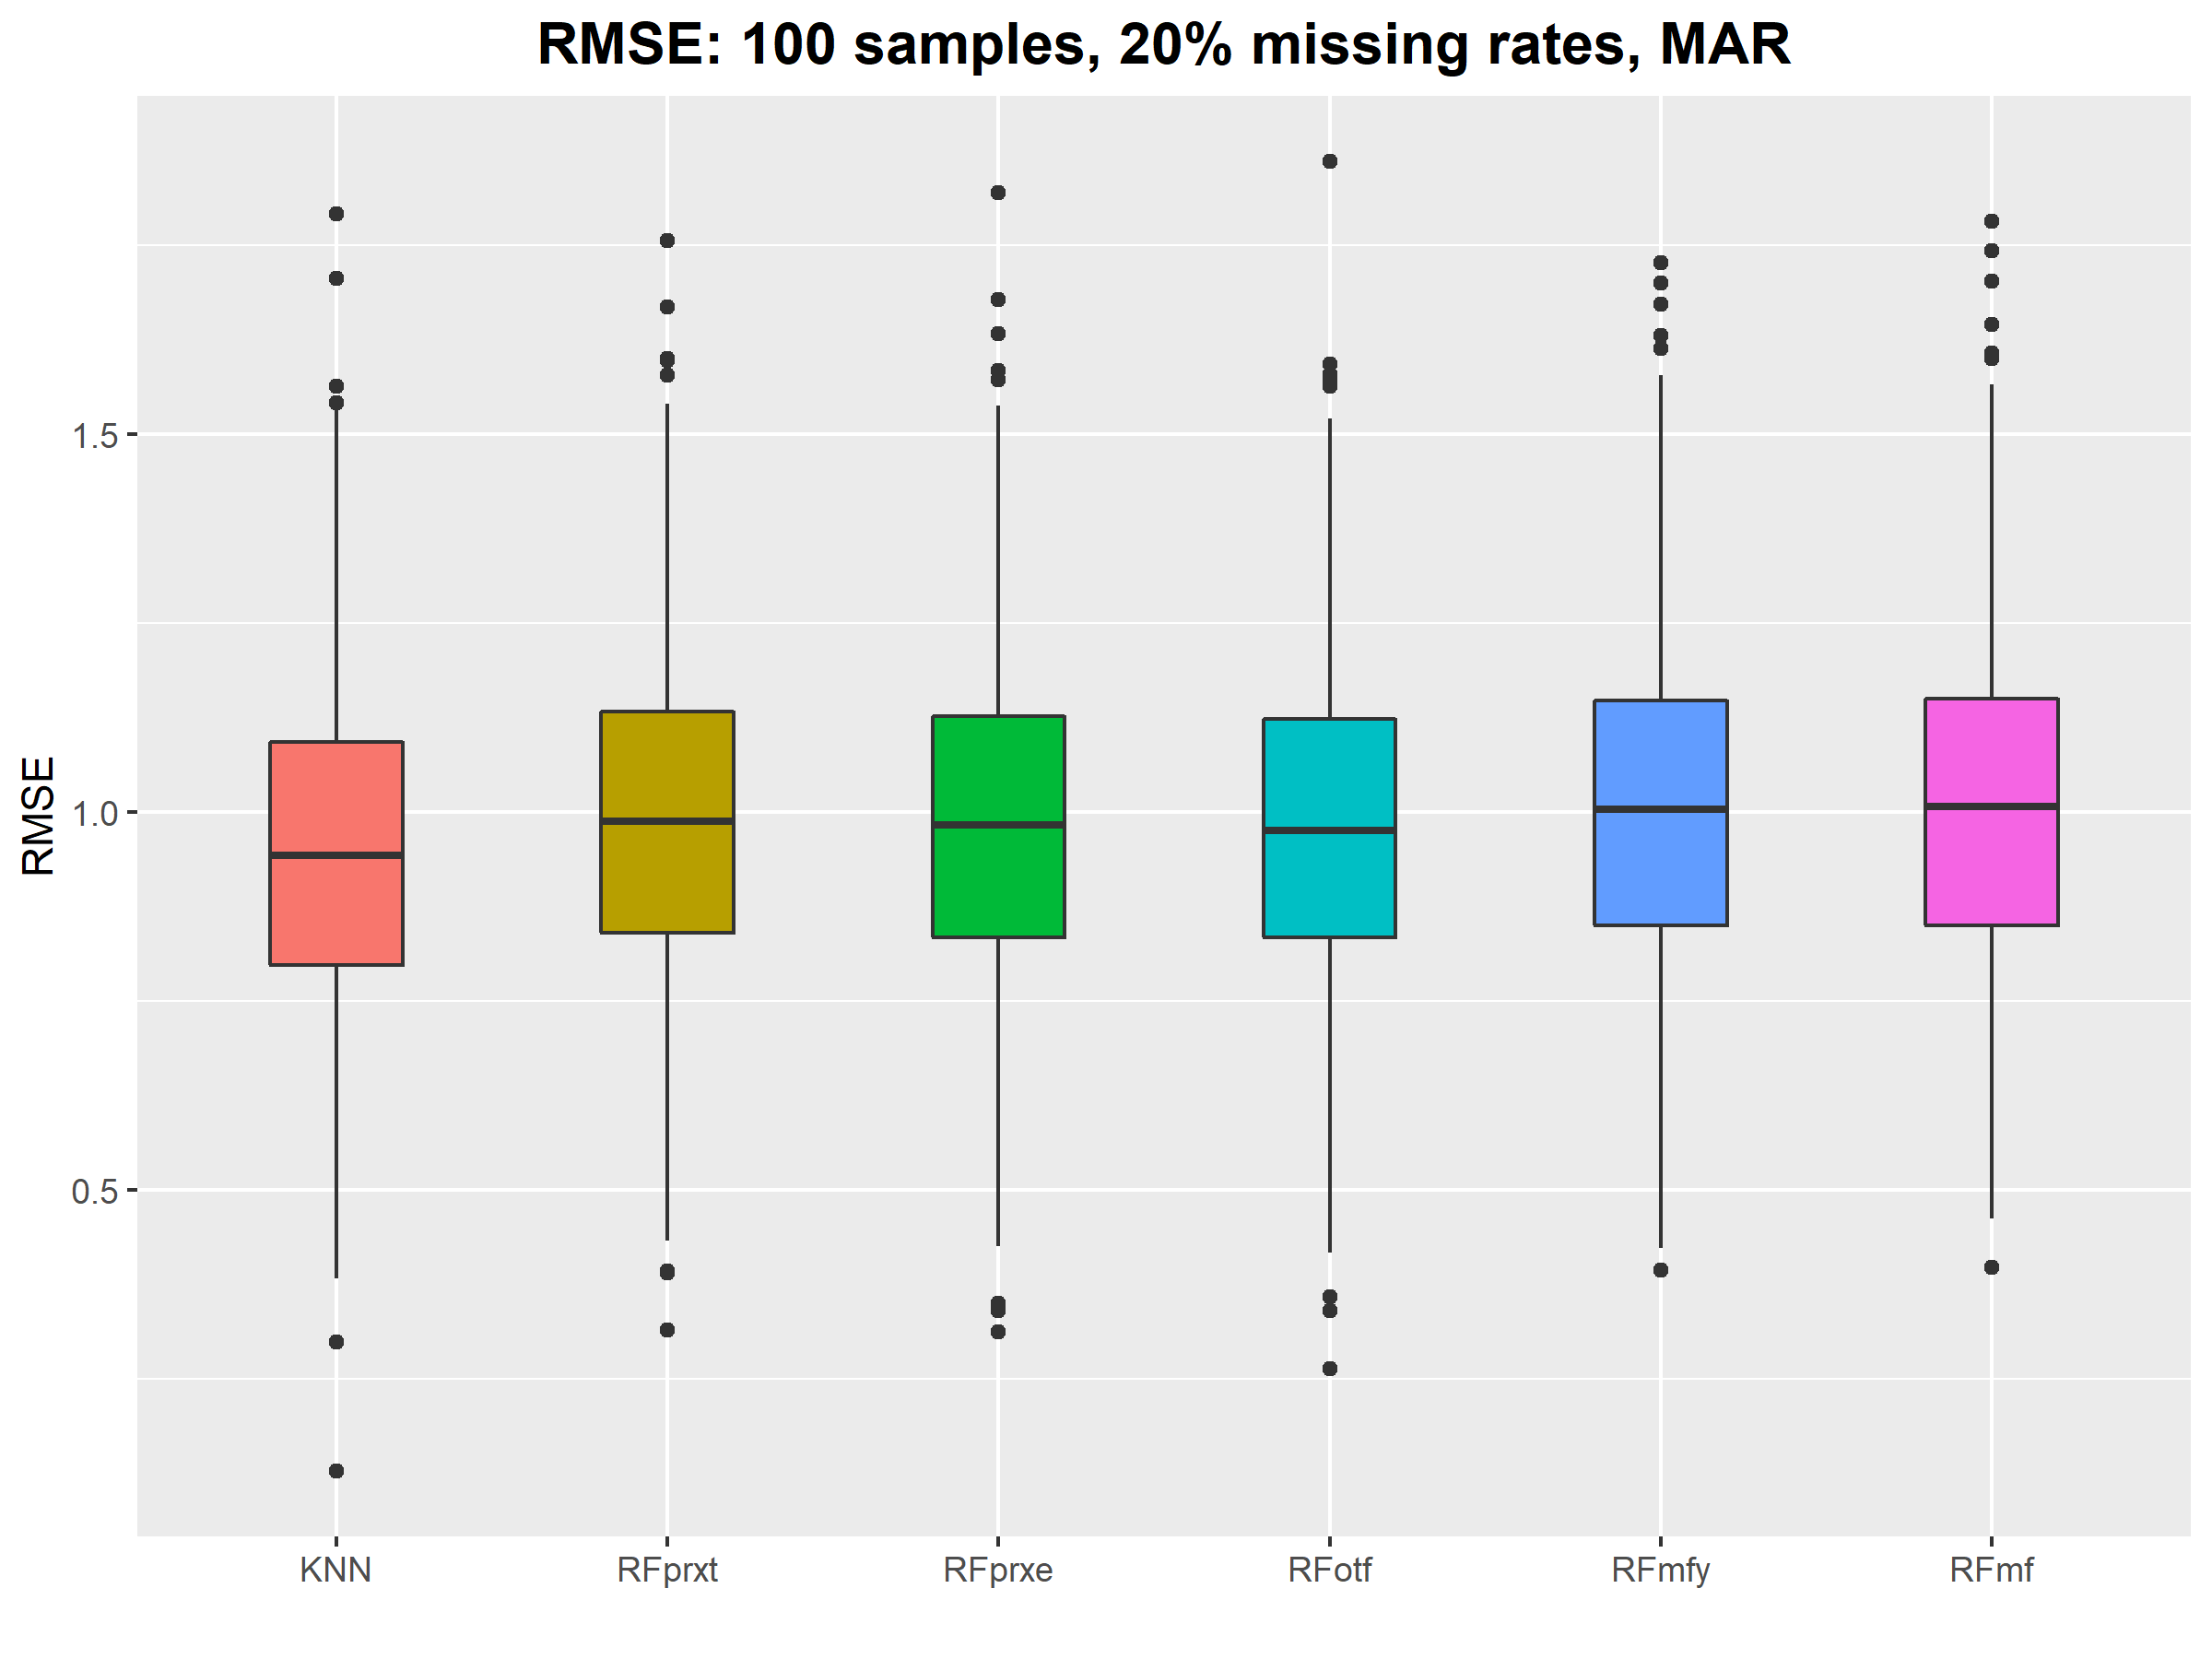 RMSE: 100 samples, 20% missing rates, MAR
RMSE
1.5
1.0
0.5
KNN RFprxt RFprxe RFotf RFmfy RFmf